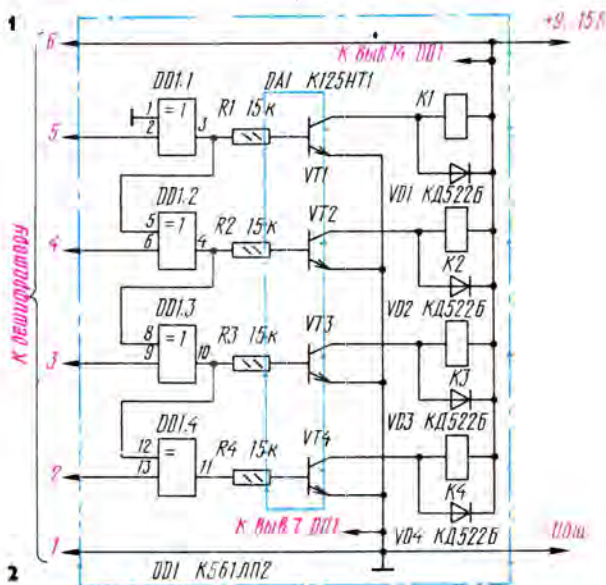 1
6
+9...15В
К выв.14 DD1
DD1.1
DA1 К125НТ1
1
2
=1
3
R1 15к
5
VT1
K1
VD1 КД522Б
DD1.2
5
6
=1
4
R2 15к
4
VT2
K2
VD2 КД522Б
К дешифратору
DD1.3
8
9
=1
10
R3 15к
3
VT3
K3
VD3 КД522Б
DD1.4
12
13
=
11
R4 15к
2
VT4
K4
VD4 КД522Б
К выв.7 DD1
1
Общ.
2
DD1 К561ЛП2